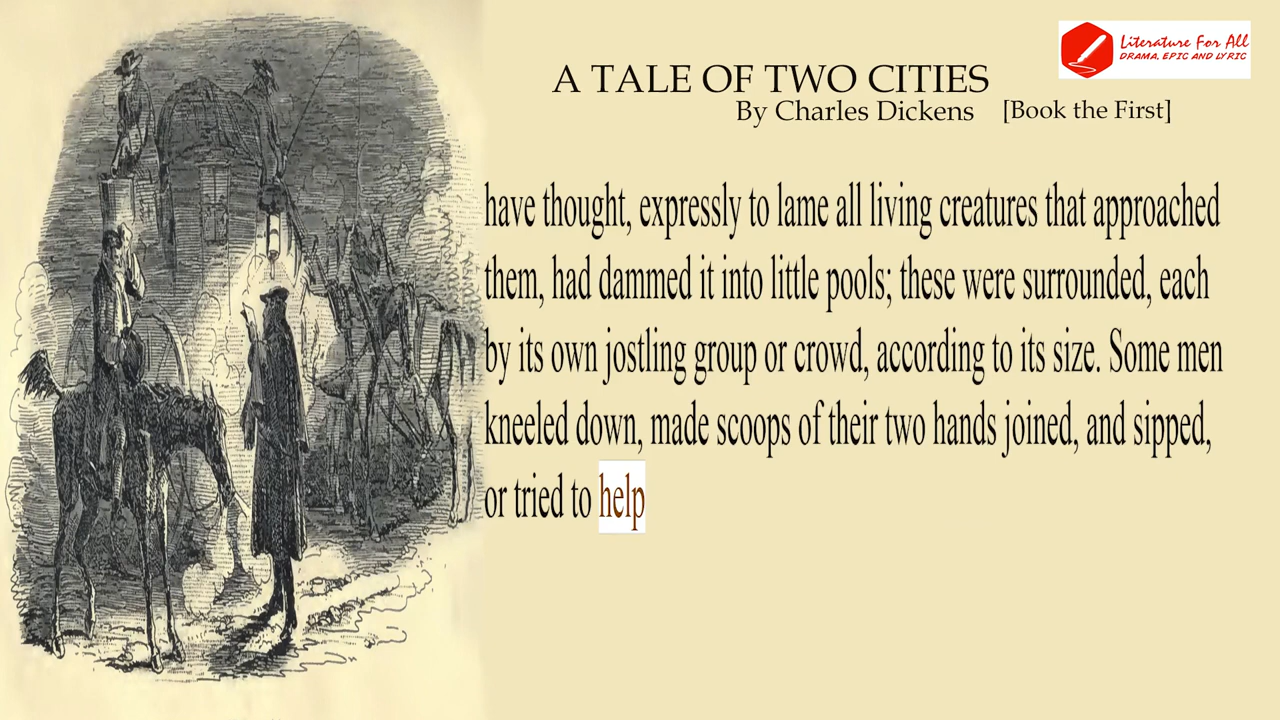 Literature For All
DRAMA, EPIC AND LYRIC
A TALE OF TWO CITIES
By Charles Dickens [Book the First]
have thought, expressly to lame all living creatures that approached
them, had dammed it into little pools; these were surrounded, each
by its own jostling group or crowd, according to its size. Some men
kneeled down, made scoops of their two hands joined, and sipped,
or tried to help